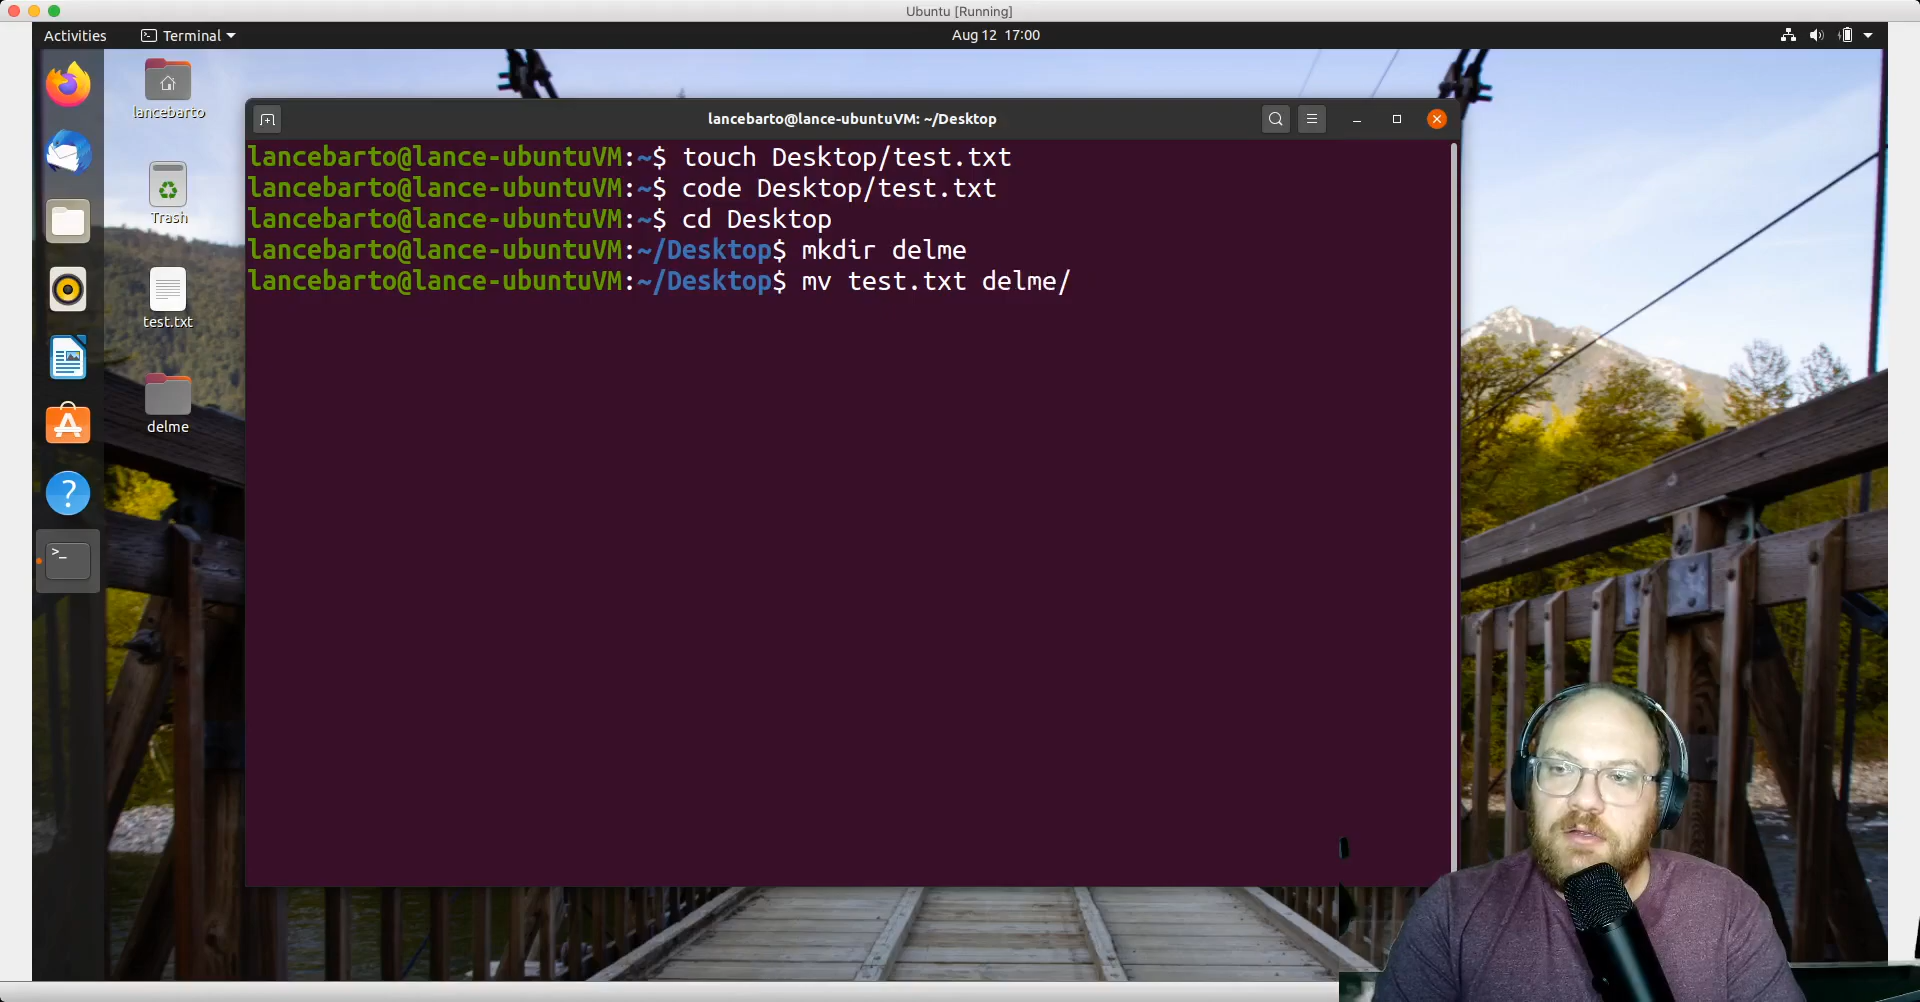 Ubuntu [Running]
Activities
Terminal
Aug 12 17:00
lancebarto
Trash
test.txt
delme
lancebarto@lance-ubuntuVM: ~/Desktop
lancebarto@lance-ubuntuVM:~$ touch Desktop/test.txt
lancebarto@lance-ubuntuVM:~$ code Desktop/test.txt
lancebarto@lance-ubuntuVM:~$ cd Desktop
lancebarto@lance-ubuntuVM:~/Desktop$ mkdir delme
lancebarto@lance-ubuntuVM:~/Desktop$ mv test.txt delme/